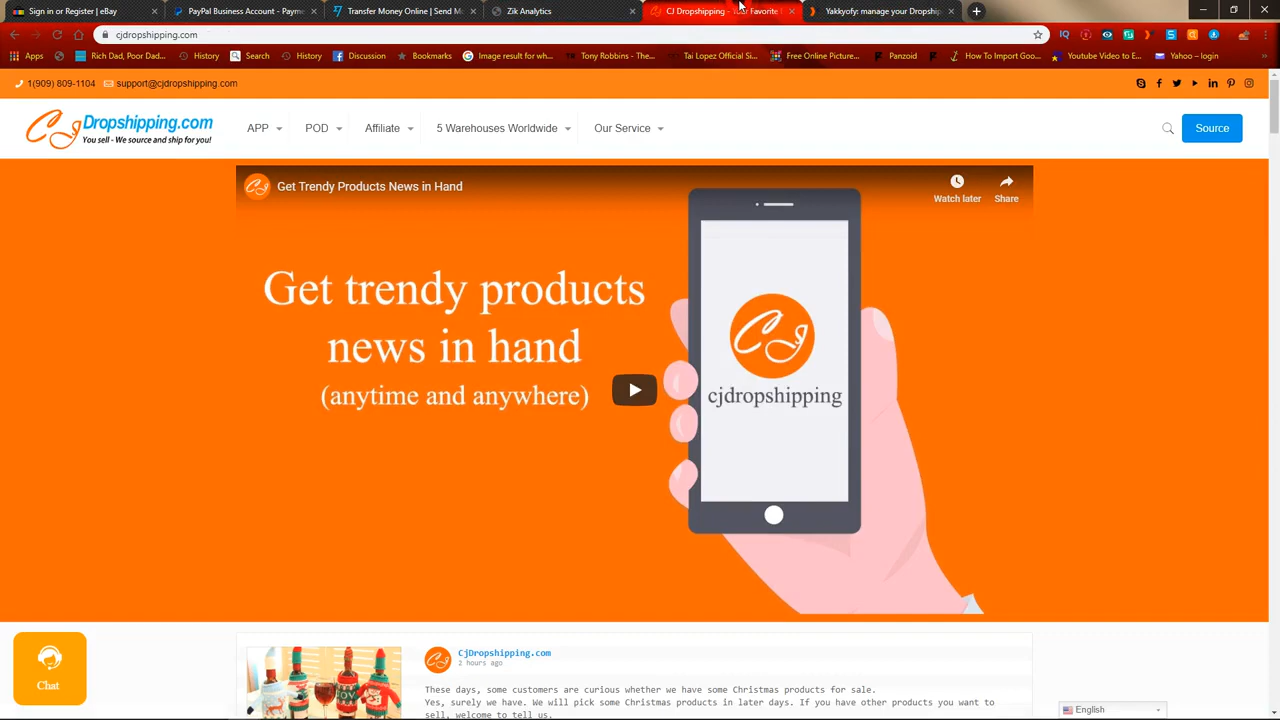 Sign in or Register | eBay
PayPal Business Account - Payme
Transfer Money Online | Send M
Zik Analytics
CJ Dropshipping - Your Favorite
Yakkyofy: manage your Dropship
cjdropshipping.com
Apps
Rich Dad, Poor Dad...
History
Search
History
Discussion
Bookmarks
Image result for wh...
Tony Robbins - The...
Tai Lopez Official Si...
Free Online Picture...
Panzoid
How To Import Goo...
Youtube Video to E...
Yahoo – login
1(909) 809-1104
support@cjdropshipping.com
CJ Dropshipping.com
You sell - We source and ship for you!
APP
POD
Affiliate
5 Warehouses Worldwide
Our Service
Source
CJ
Get Trendy Products News in Hand
Watch later
Share
Get trendy products
news in hand
(anytime and anywhere)
CJ
cjdropshipping
CJ
CjDropshipping.com
2 hours ago
These days, some customers are curious whether we have some Christmas products for sale.
Yes, surely we have. We will pick some Christmas products in later days. If you have other products you want to
sell, welcome to tell us.
Chat
English